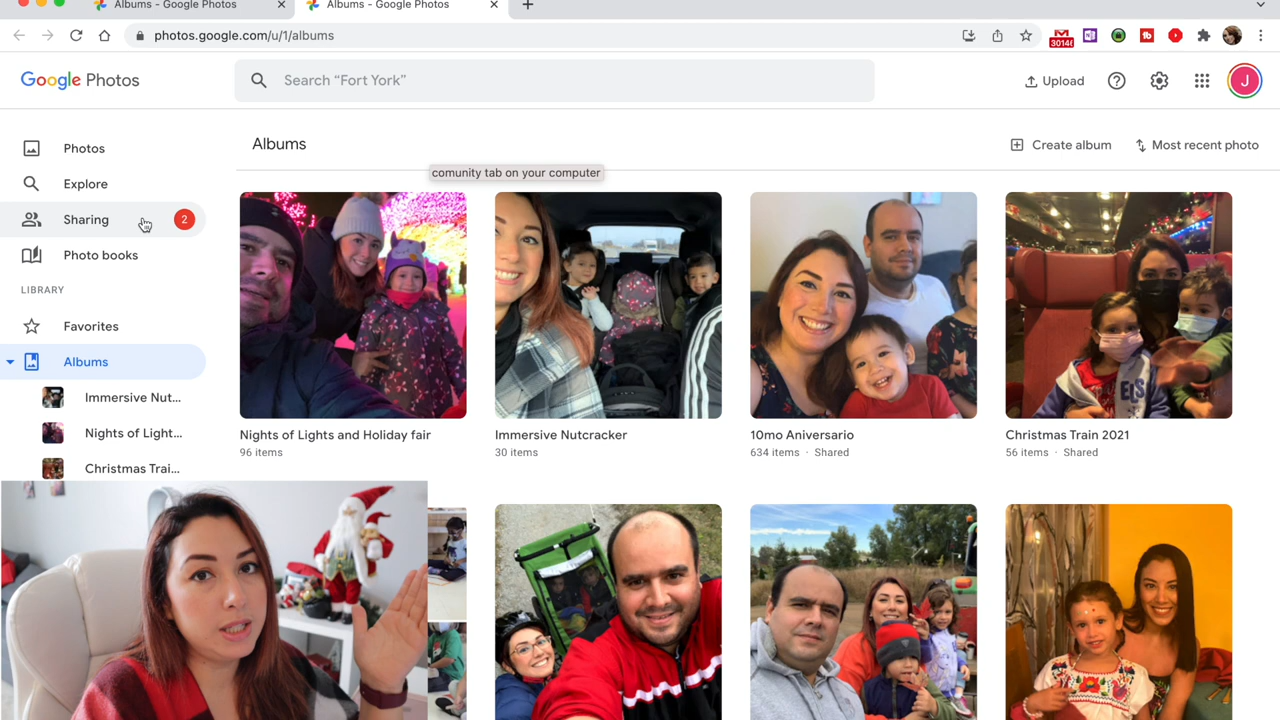 Albums - Google Photos
Albums - Google Photos
photos.google.com/u/1/albums
30146
Google Photos
Search “Fort York”
Upload
J
Photos
Explore
Sharing
2
Photo books
LIBRARY
Favorites
Albums
Immersive Nut...
Nights of Light...
Christmas Trai...
Albums
Create album
Most recent photo
comunity tab on your computer
Nights of Lights and Holiday fair
96 items
Immersive Nutcracker
30 items
10mo Aniversario
634 items · Shared
Christmas Train 2021
56 items · Shared